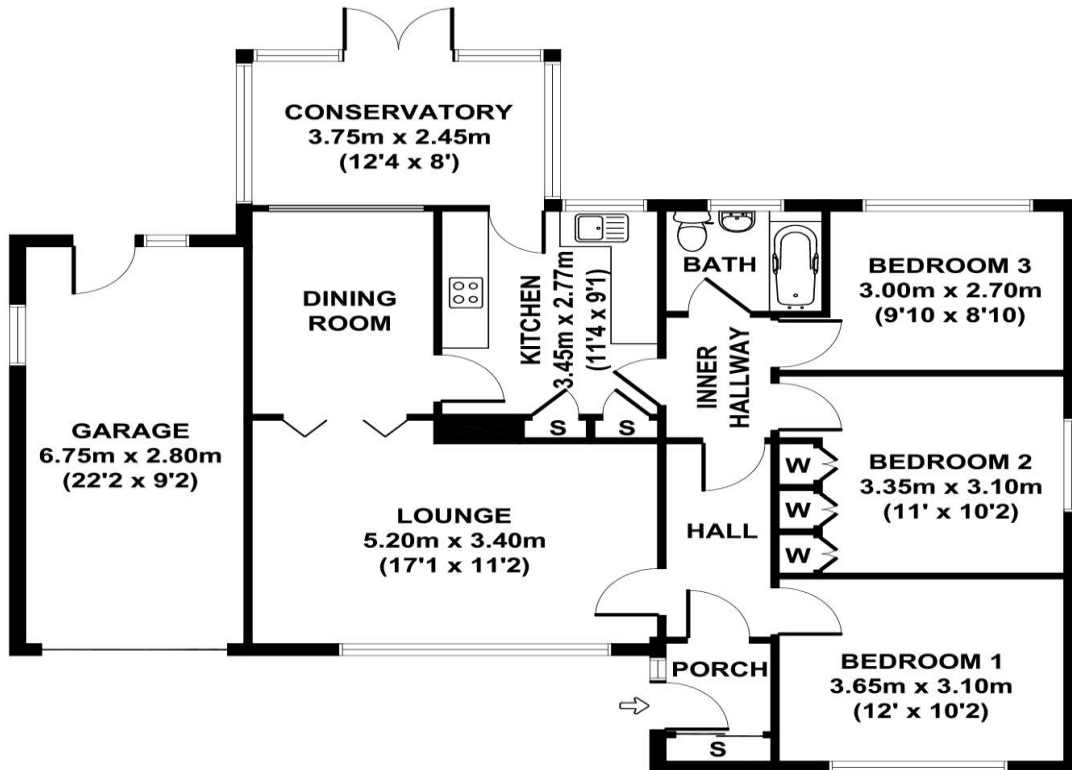 CONSERVATORY
3.75m x 2.45m
(12'4 x 8')
DINING
ROOM
KITCHEN
3.45m x 2.77m
(11'4 x 9'1)
BATH
BEDROOM 3
3.00m x 2.70m
(9'10 x 8'10)
INNER
HALLWAY
GARAGE
6.75m x 2.80m
(22'2 x 9'2)
S
S
LOUNGE
5.20m x 3.40m
(17'1 x 11'2)
HALL
W
W
W
BEDROOM 2
3.35m x 3.10m
(11' x 10'2)
PORCH
S
BEDROOM 1
3.65m x 3.10m
(12' x 10'2)